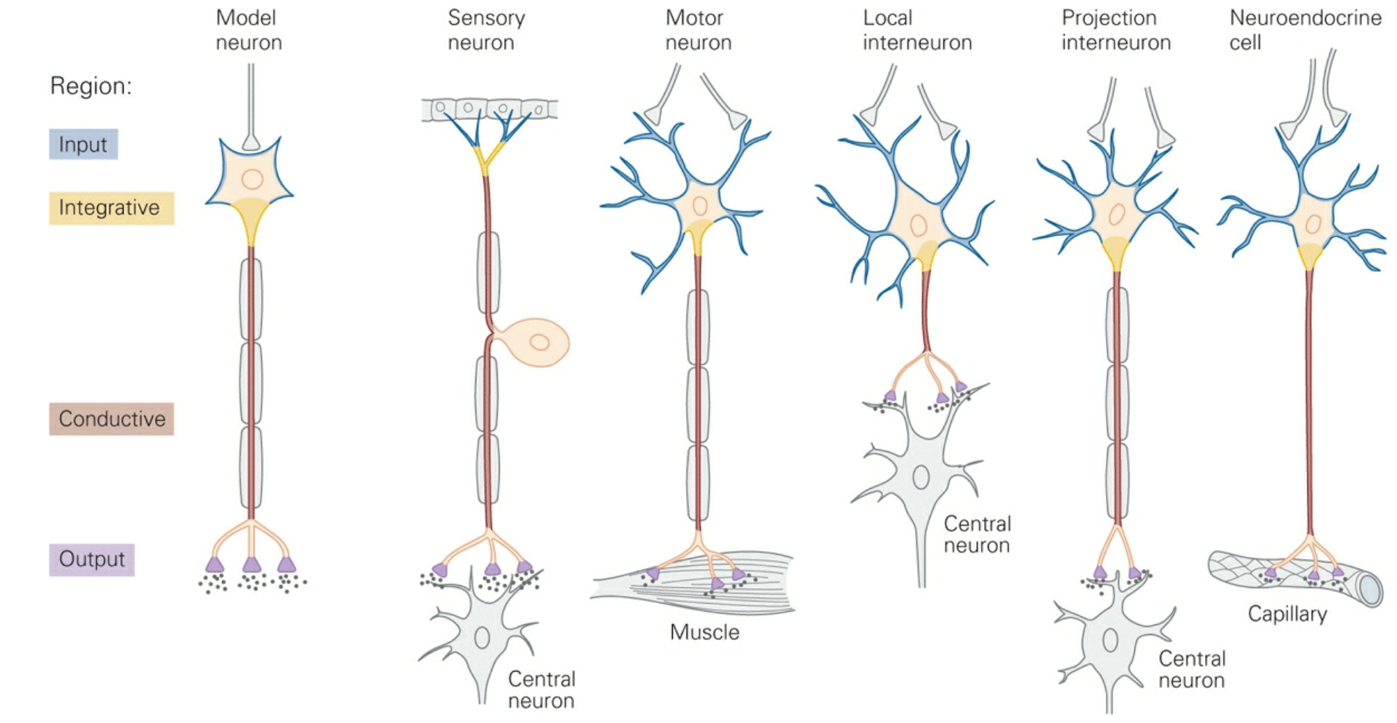 Model
neuron
Sensory
neuron
Motor
neuron
Local
interneuron
Projection
interneuron
Neuroendocrine
cell
Region:
Input
Integrative
Conductive
Output
Central
neuron
Muscle
Central
neuron
Central
neuron
Capillary